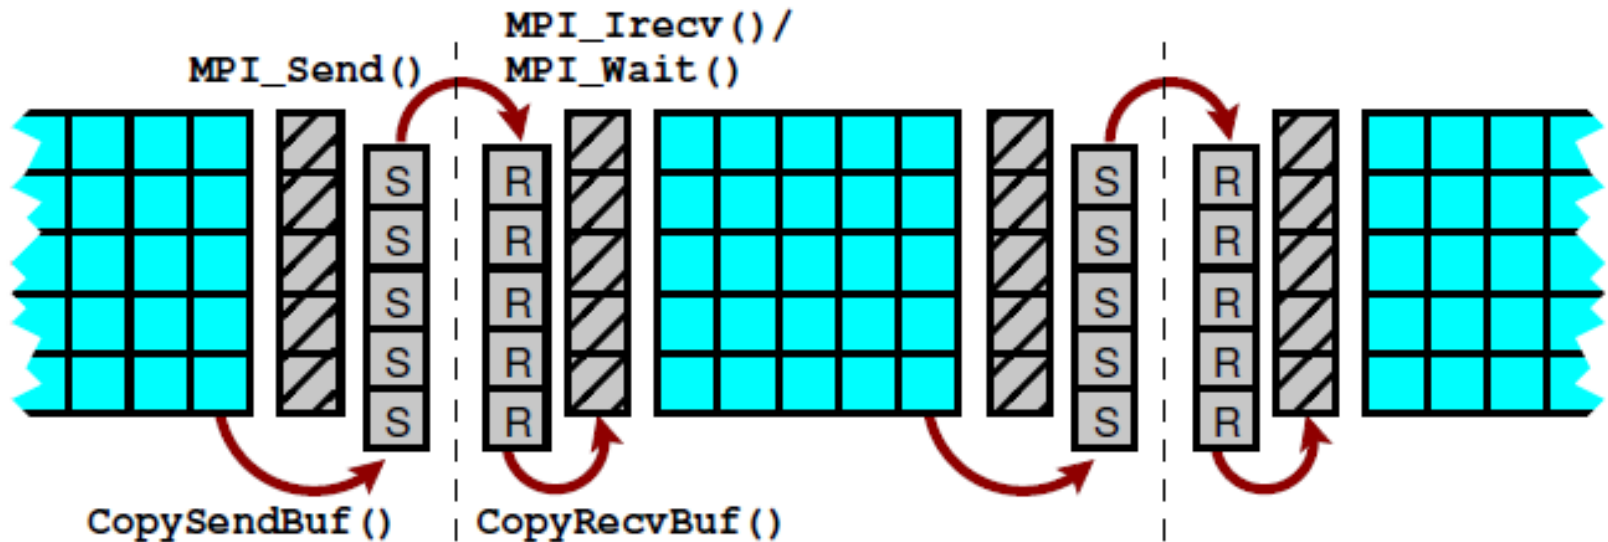 MPI_Irecv()/
MPI_Send() MPI_Wait()
S R S R
S R S R
S R S R
S R S R
S R S R
CopySendBuf() CopyRecvBuf()